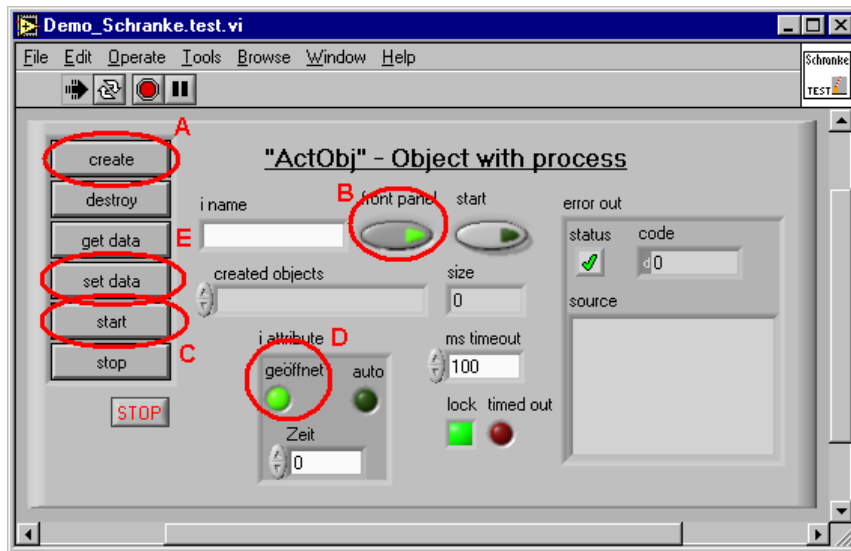 Demo_Schranke.test.vi
File Edit Operate Tools Browse Window Help
Schranke
TEST
A
create
"ActObj" - Object with process
destroy
i name
B
front panel
start
error out
get data
E
status
code
d0
set data
created objects
size
0
source
start
i attribute
D
ms timeout
100
stop
C
geöffnet
auto
STOP
lock
timed out
Zeit
0